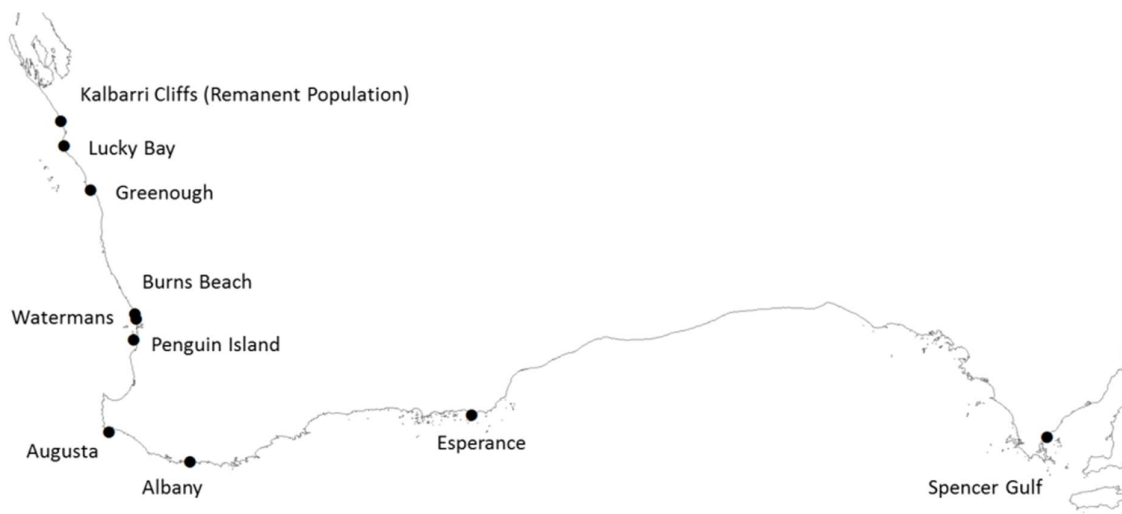 Kalbarri Cliffs (Remanent Population)
Lucky Bay
Greenough
Burns Beach
Watermans
Penguin Island
Augusta
Albany
Esperance
Spencer Gulf